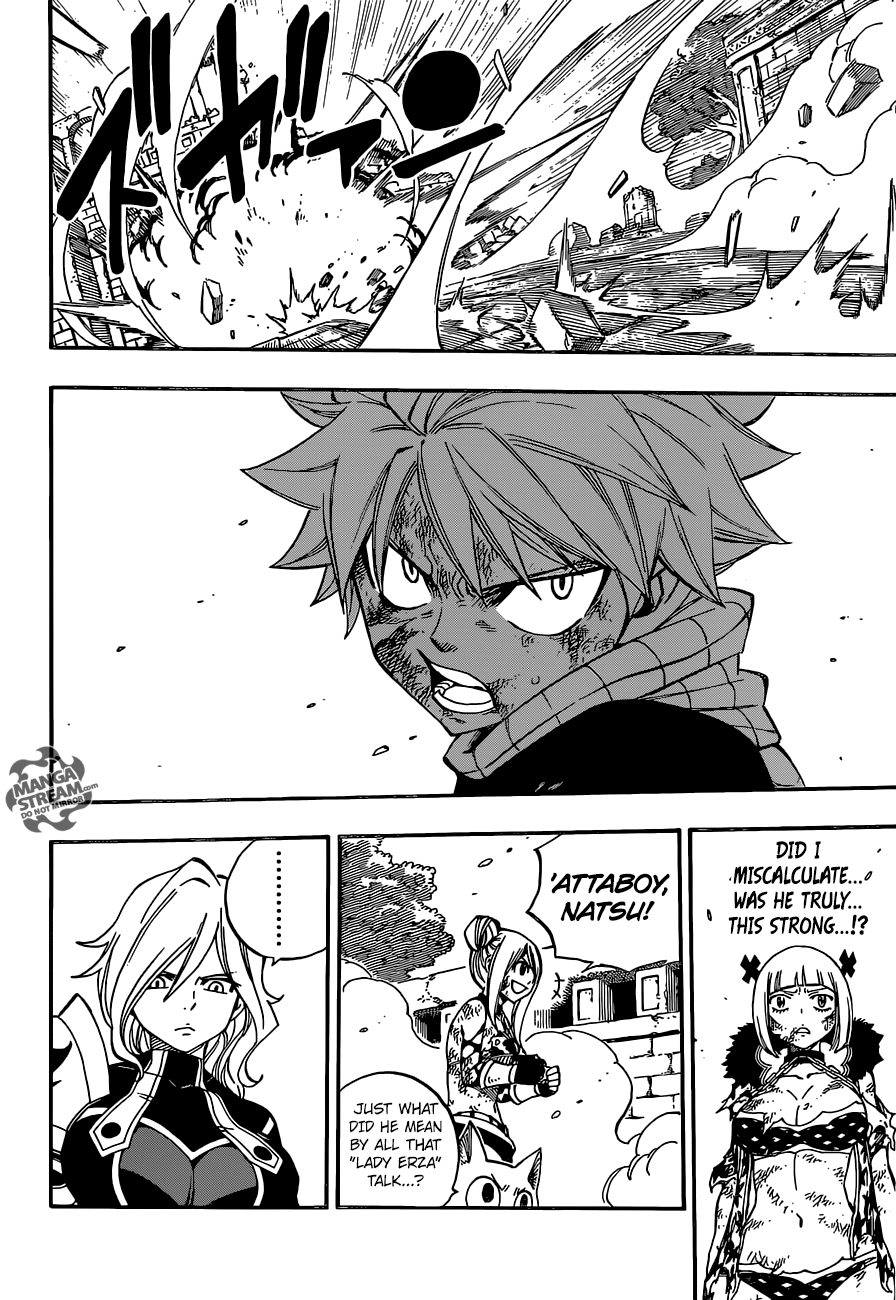 ドガァン
DID I
MISCALCULATE...
WAS HE TRULY...
THIS STRONG...!?
'ATTABOY,
NATSU!
JUST WHAT
DID HE MEAN
BY ALL THAT
"LADY ERZA"
TALK...?
.........
MANGA
STREAM.com
DO NOT MIRROR